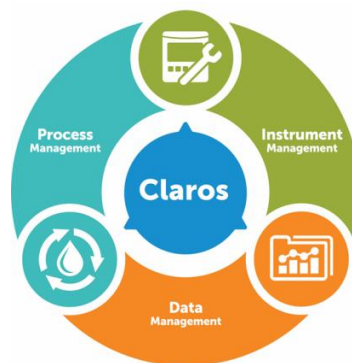 Process
Management
Instrument
Management
Claros
Data
Management